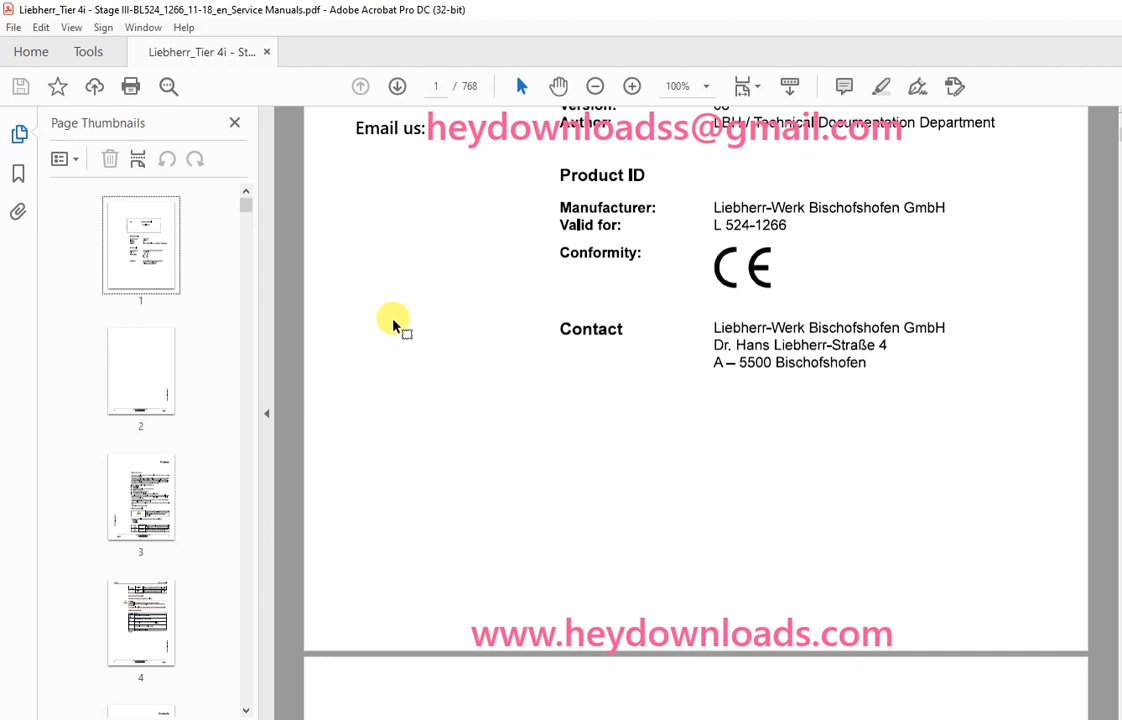 Liebherr_Tier 4i - Stage III-BL524_1266_11-18_en_Service Manuals.pdf - Adobe Acrobat Pro DC (32-bit)
File Edit View Sign Window Help
Home Tools Liebherr_Tier 4i - St... ×
1 / 768 100%
Page Thumbnails
Version: 00
Email us: heydownloadss@gmail.com
Author: LBH / Technical Documentation Department
Product ID
Manufacturer: Liebherr-Werk Bischofshofen GmbH
Valid for: L 524-1266
Conformity: CE
Contact Liebherr-Werk Bischofshofen GmbH
Dr. Hans Liebherr-Straße 4
A – 5500 Bischofshofen
www.heydownloads.com
1
2
3
4